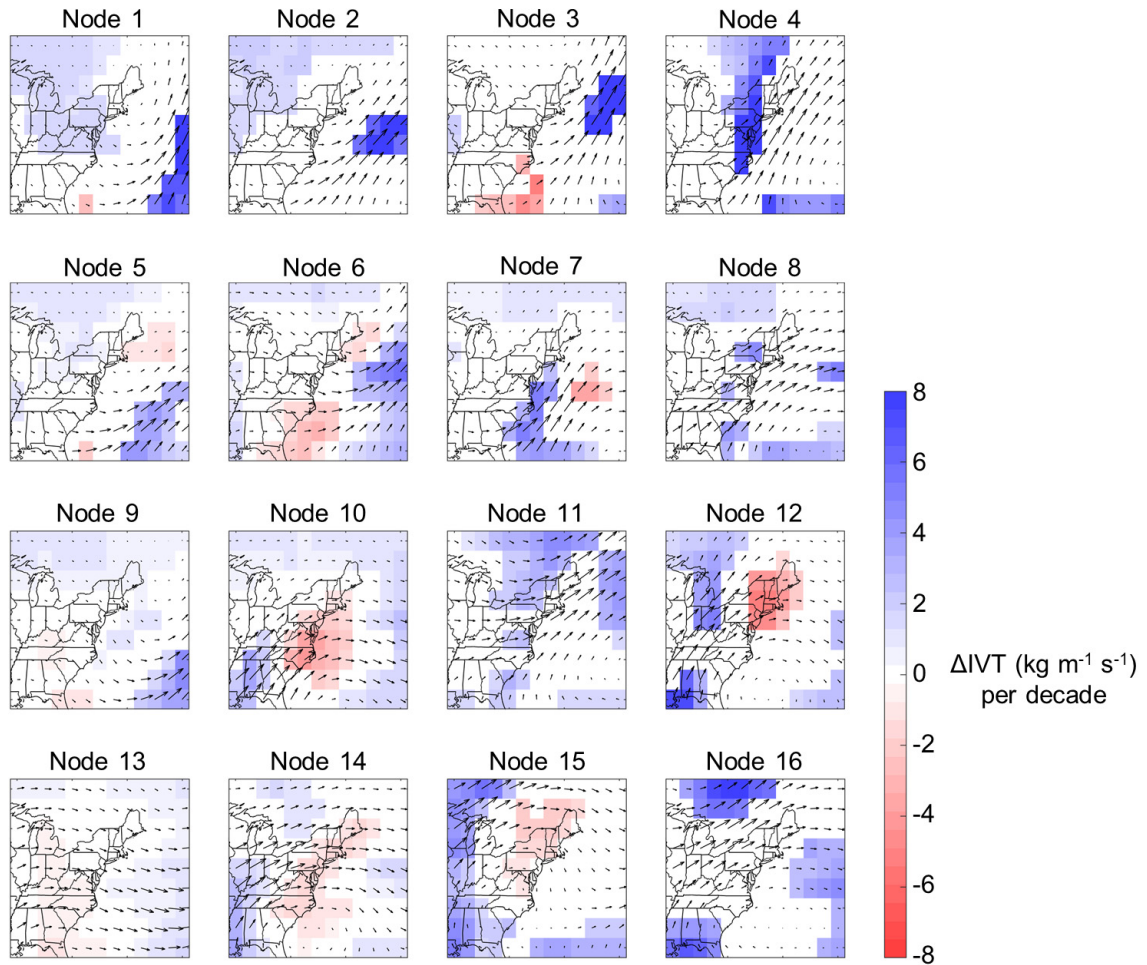 Node 1
Node 2
Node 3
Node 4
Node 5
Node 6
Node 7
Node 8
Node 9
Node 10
Node 11
Node 12
Node 13
Node 14
Node 15
Node 16
8
6
4
2
0
-2
-4
-6
-8
ΔIVT (kg m⁻¹ s⁻¹)
per decade